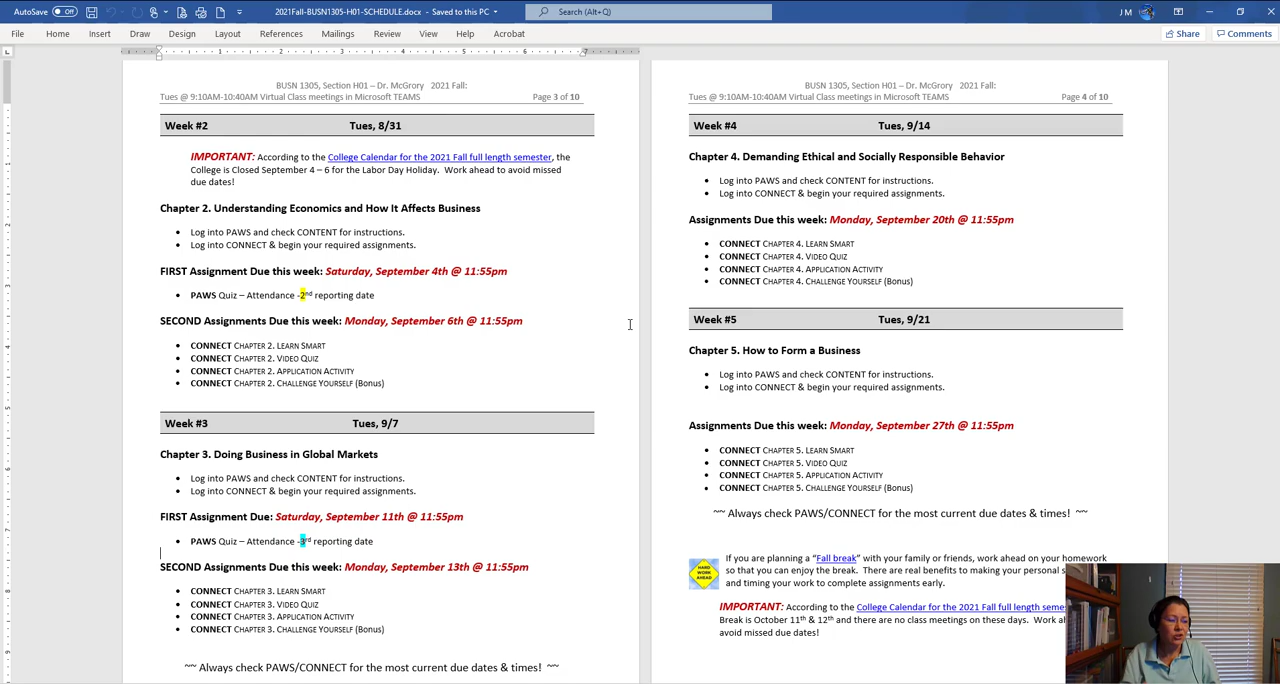 AutoSave Off
2021Fall-BUSN1305-H01-SCHEDULE.docx - Saved to this PC
Search (Alt+Q)
J M
File Home Insert Draw Design Layout References Mailings Review View Help Acrobat
Share Comments
BUSN 1305, Section H01 – Dr. McGrory 2021 Fall:
Tues @ 9:10AM-10:40AM Virtual Class meetings in Microsoft TEAMS Page 3 of 10
Week #2 Tues, 8/31
IMPORTANT: According to the College Calendar for the 2021 Fall full length semester, the
College is Closed September 4 – 6 for the Labor Day Holiday. Work ahead to avoid missed
due dates!
Chapter 2. Understanding Economics and How It Affects Business
• Log into PAWS and check CONTENT for instructions.
• Log into CONNECT & begin your required assignments.
FIRST Assignment Due this week: Saturday, September 4th @ 11:55pm
• PAWS Quiz – Attendance -2nd reporting date
SECOND Assignments Due this week: Monday, September 6th @ 11:55pm
• CONNECT CHAPTER 2. LEARN SMART
• CONNECT CHAPTER 2. VIDEO QUIZ
• CONNECT CHAPTER 2. APPLICATION ACTIVITY
• CONNECT CHAPTER 2. CHALLENGE YOURSELF (Bonus)
Week #3 Tues, 9/7
Chapter 3. Doing Business in Global Markets
• Log into PAWS and check CONTENT for instructions.
• Log into CONNECT & begin your required assignments.
FIRST Assignment Due: Saturday, September 11th @ 11:55pm
• PAWS Quiz – Attendance -3rd reporting date
SECOND Assignments Due this week: Monday, September 13th @ 11:55pm
• CONNECT CHAPTER 3. LEARN SMART
• CONNECT CHAPTER 3. VIDEO QUIZ
• CONNECT CHAPTER 3. APPLICATION ACTIVITY
• CONNECT CHAPTER 3. CHALLENGE YOURSELF (Bonus)
~~ Always check PAWS/CONNECT for the most current due dates & times! ~~
BUSN 1305, Section H01 – Dr. McGrory 2021 Fall:
Tues @ 9:10AM-10:40AM Virtual Class meetings in Microsoft TEAMS Page 4 of 10
Week #4 Tues, 9/14
Chapter 4. Demanding Ethical and Socially Responsible Behavior
• Log into PAWS and check CONTENT for instructions.
• Log into CONNECT & begin your required assignments.
Assignments Due this week: Monday, September 20th @ 11:55pm
• CONNECT CHAPTER 4. LEARN SMART
• CONNECT CHAPTER 4. VIDEO QUIZ
• CONNECT CHAPTER 4. APPLICATION ACTIVITY
• CONNECT CHAPTER 4. CHALLENGE YOURSELF (Bonus)
Week #5 Tues, 9/21
Chapter 5. How to Form a Business
• Log into PAWS and check CONTENT for instructions.
• Log into CONNECT & begin your required assignments.
Assignments Due this week: Monday, September 27th @ 11:55pm
• CONNECT CHAPTER 5. LEARN SMART
• CONNECT CHAPTER 5. VIDEO QUIZ
• CONNECT CHAPTER 5. APPLICATION ACTIVITY
• CONNECT CHAPTER 5. CHALLENGE YOURSELF (Bonus)
~~ Always check PAWS/CONNECT for the most current due dates & times! ~~
HARD
WORK
AHEAD
If you are planning a “Fall break” with your family or friends, work ahead on your homework
so that you can enjoy the break. There are real benefits to making your personal s
and timing your work to complete assignments early.
IMPORTANT: According to the College Calendar for the 2021 Fall full length seme
Break is October 11th & 12th and there are no class meetings on these days. Work ah
avoid missed due dates!